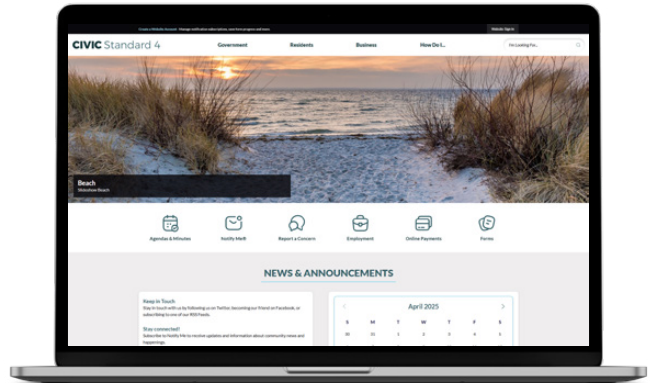 Create a Website Account - Manage notification subscriptions, save form progress and more.
Website Sign In
CIVIC Standard 4
Government
Residents
Business
How Do I...
I'm Looking For...
Beach
Slideshow Beach
Agendas & Minutes
Notify Me®
Report a Concern
Employment
Online Payments
Forms
NEWS & ANNOUNCEMENTS
Keep In Touch
Stay in touch with us by following us on Twitter, becoming our friend on Facebook, or
subscribing to one of our RSS Feeds.
Stay connected!
Subscribe to Notify Me to receive updates and information about community news and
happenings.
< April 2025 >
S M T W T F S
30 31 1 2 3 4 5